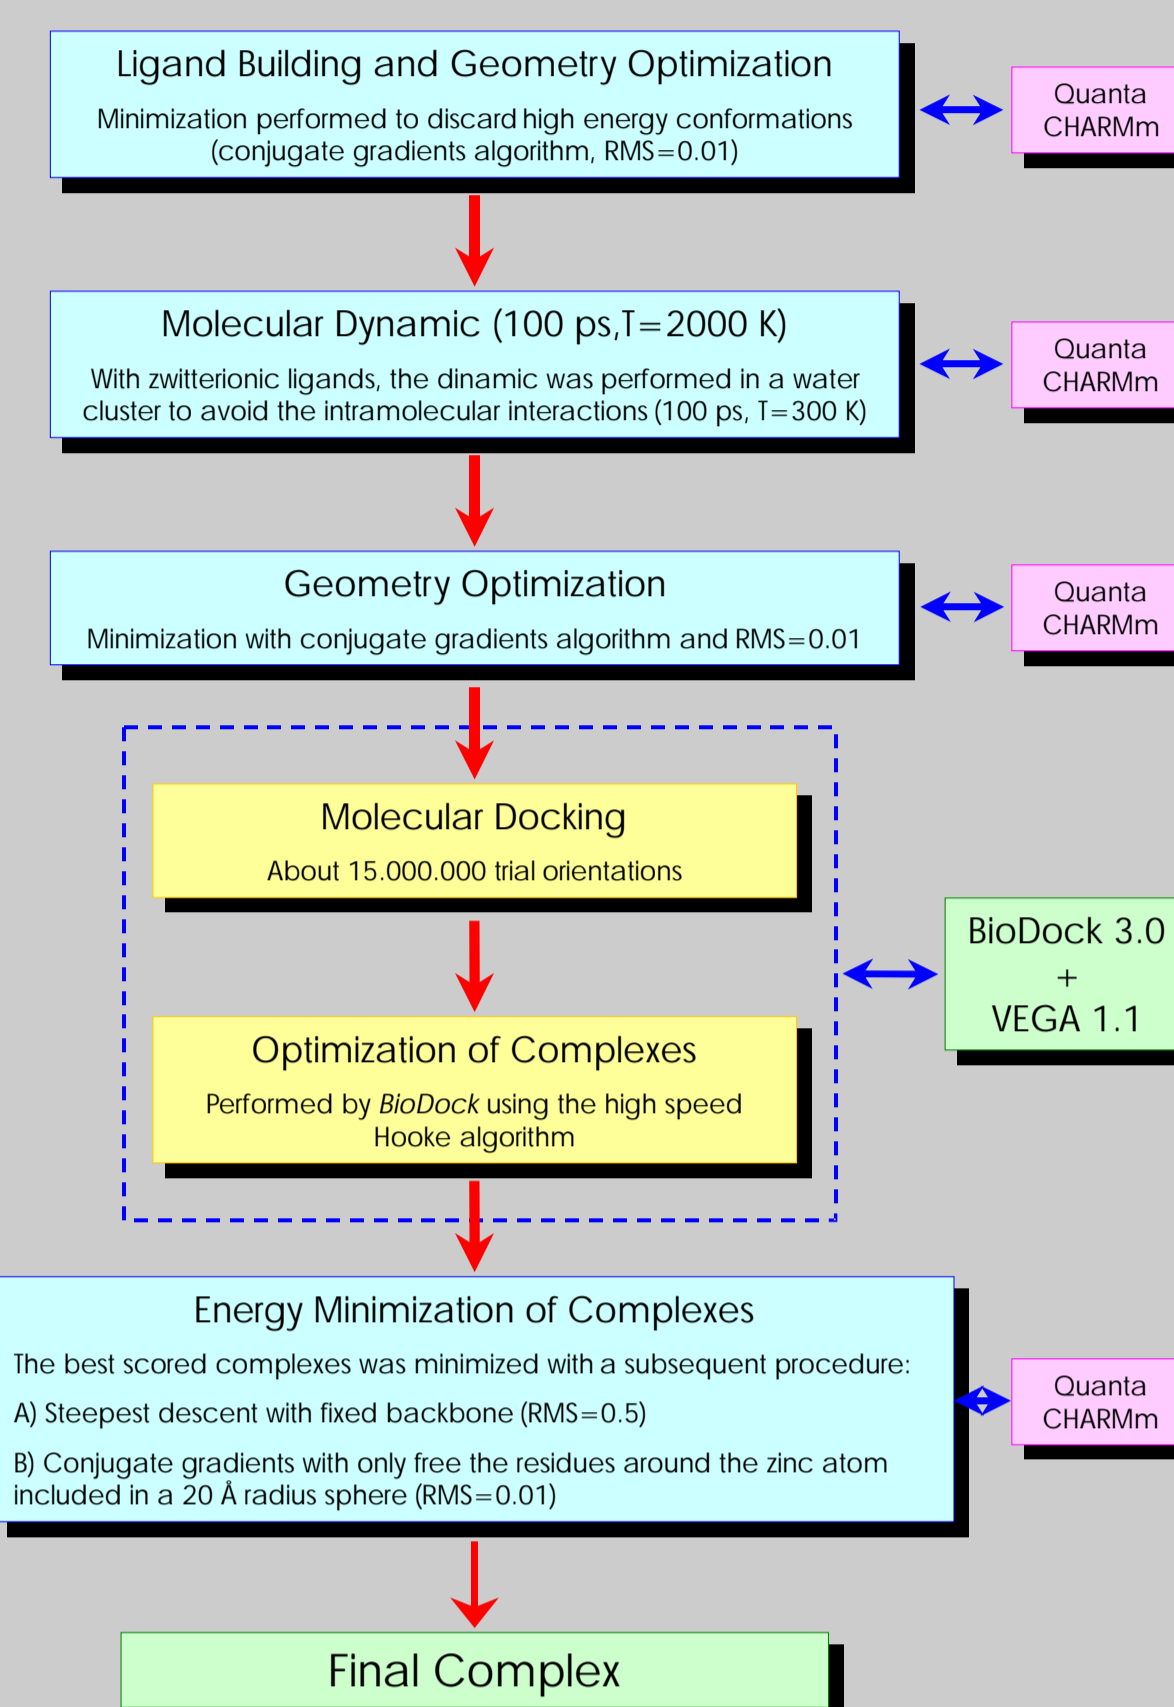 Ligand Building and Geometry Optimization
Minimization performed to discard high energy conformations
(conjugate gradients algorithm, RMS=0.01)
Quanta
CHARMm
Molecular Dynamic (100 ps,T=2000 K)
With zwitterionic ligands, the dinamic was performed in a water
cluster to avoid the intramolecular interactions (100 ps, T=300 K)
Quanta
CHARMm
Geometry Optimization
Minimization with conjugate gradients algorithm and RMS=0.01
Quanta
CHARMm
Molecular Docking
About 15.000.000 trial orientations
Optimization of Complexes
Performed by BioDock using the high speed
Hooke algorithm
BioDock 3.0
+
VEGA 1.1
Energy Minimization of Complexes
The best scored complexes was minimized with a subsequent procedure:
A) Steepest descent with fixed backbone (RMS=0.5)
B) Conjugate gradients with only free the residues around the zinc atom
included in a 20 Å radius sphere (RMS=0.01)
Quanta
CHARMm
Final Complex